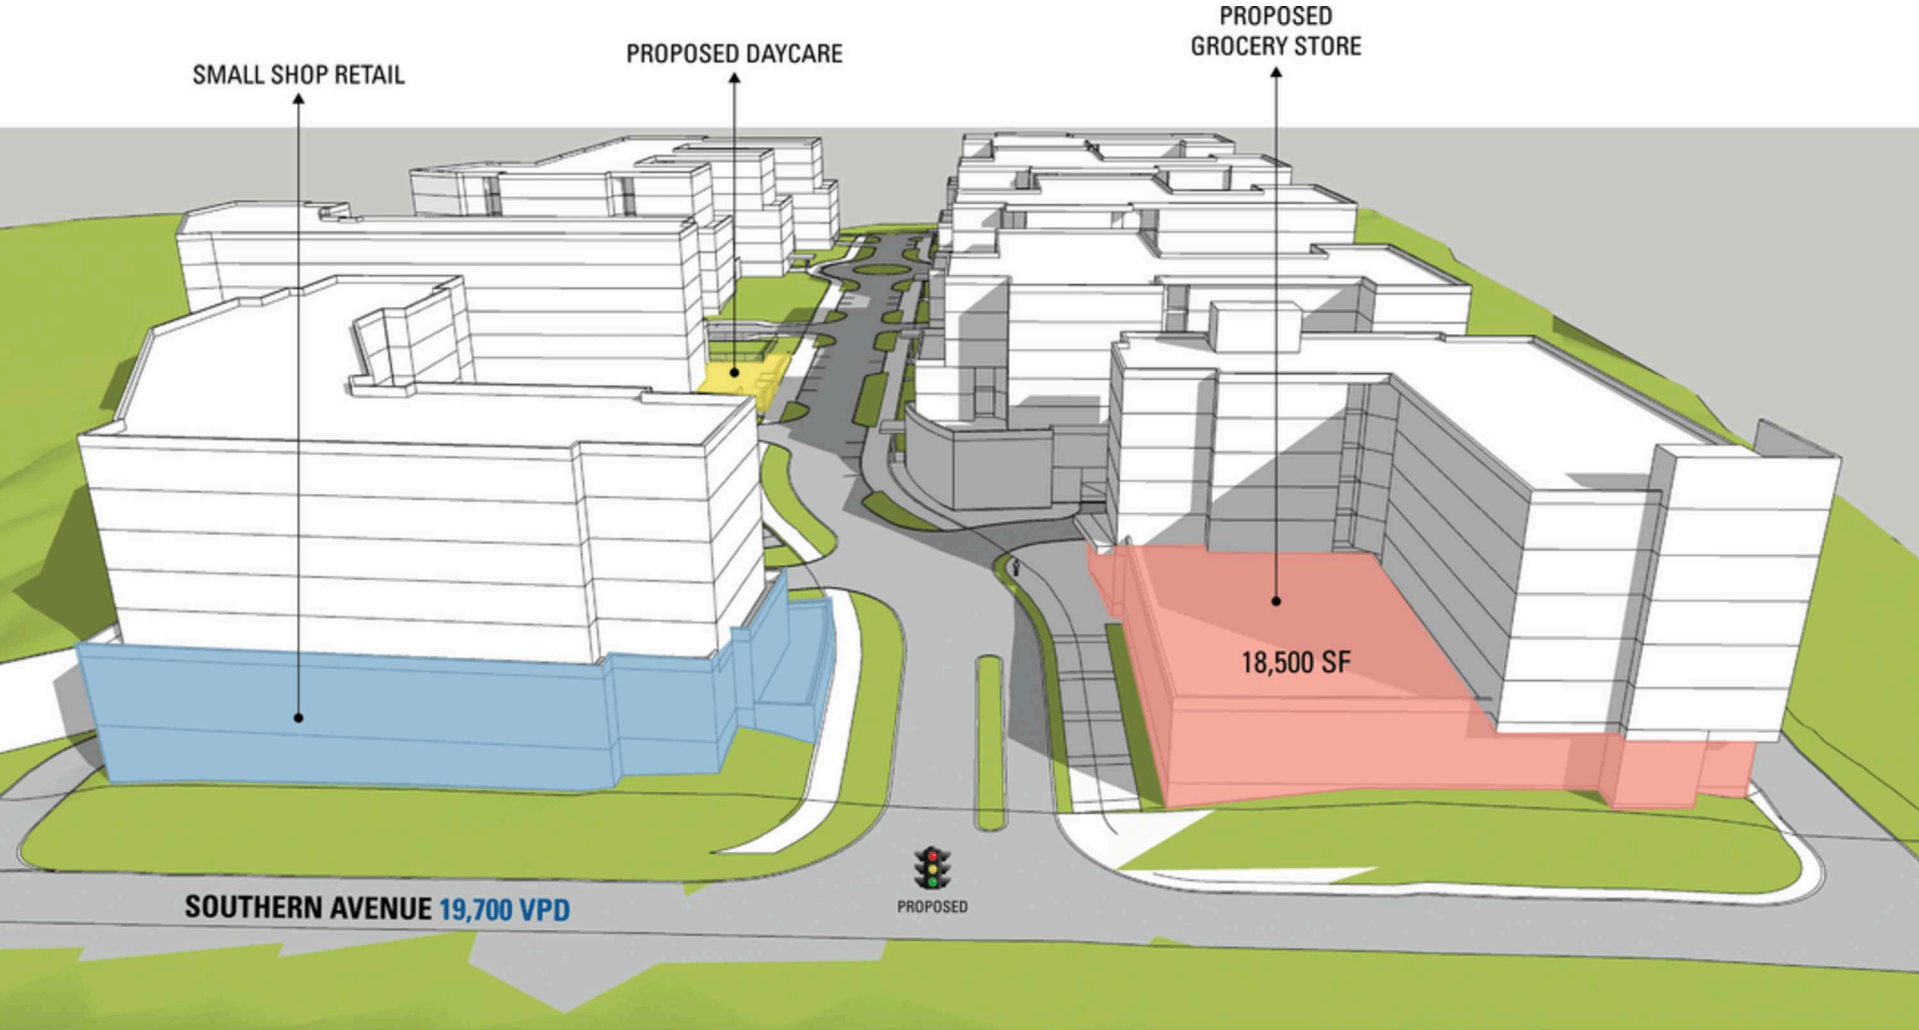 PROPOSED
GROCERY STORE
PROPOSED DAYCARE
SMALL SHOP RETAIL
18,500 SF
SOUTHERN AVENUE 19,700 VPD
PROPOSED